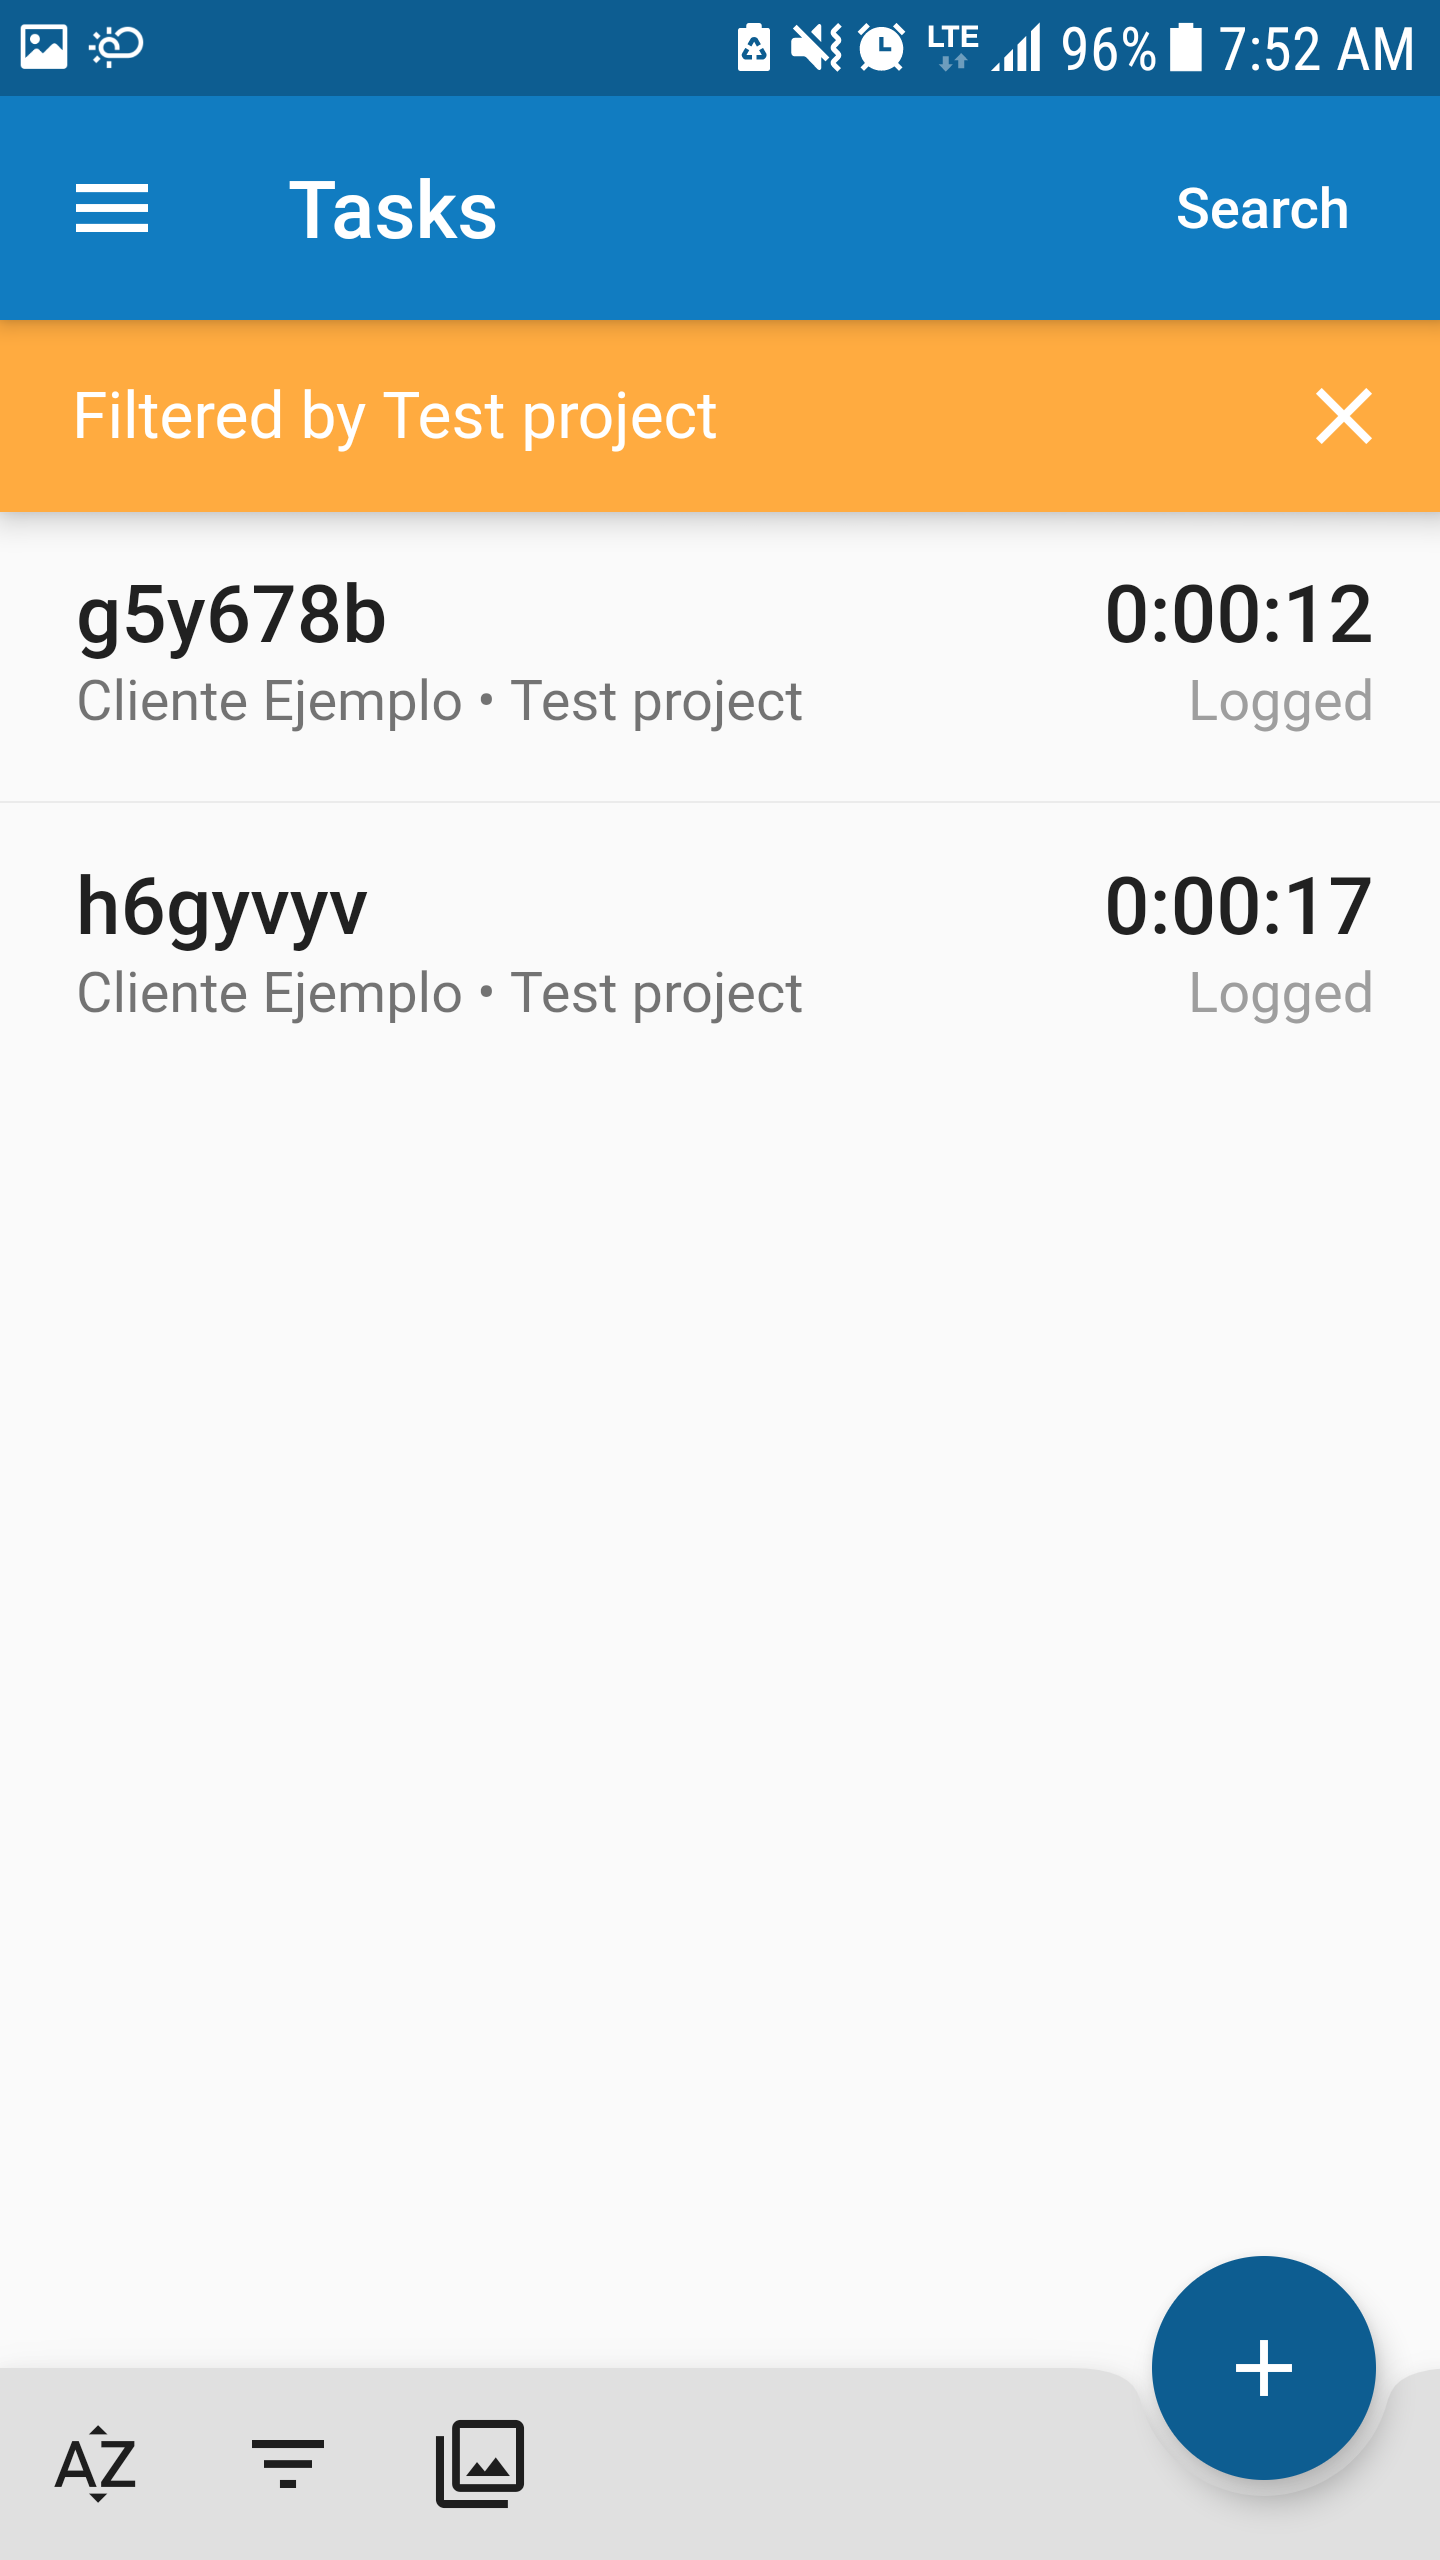 LTE 96% 7:52 AM
Tasks Search
Filtered by Test project
g5y678b 0:00:12
Cliente Ejemplo • Test project Logged
h6gyvyv 0:00:17
Cliente Ejemplo • Test project Logged
AZ